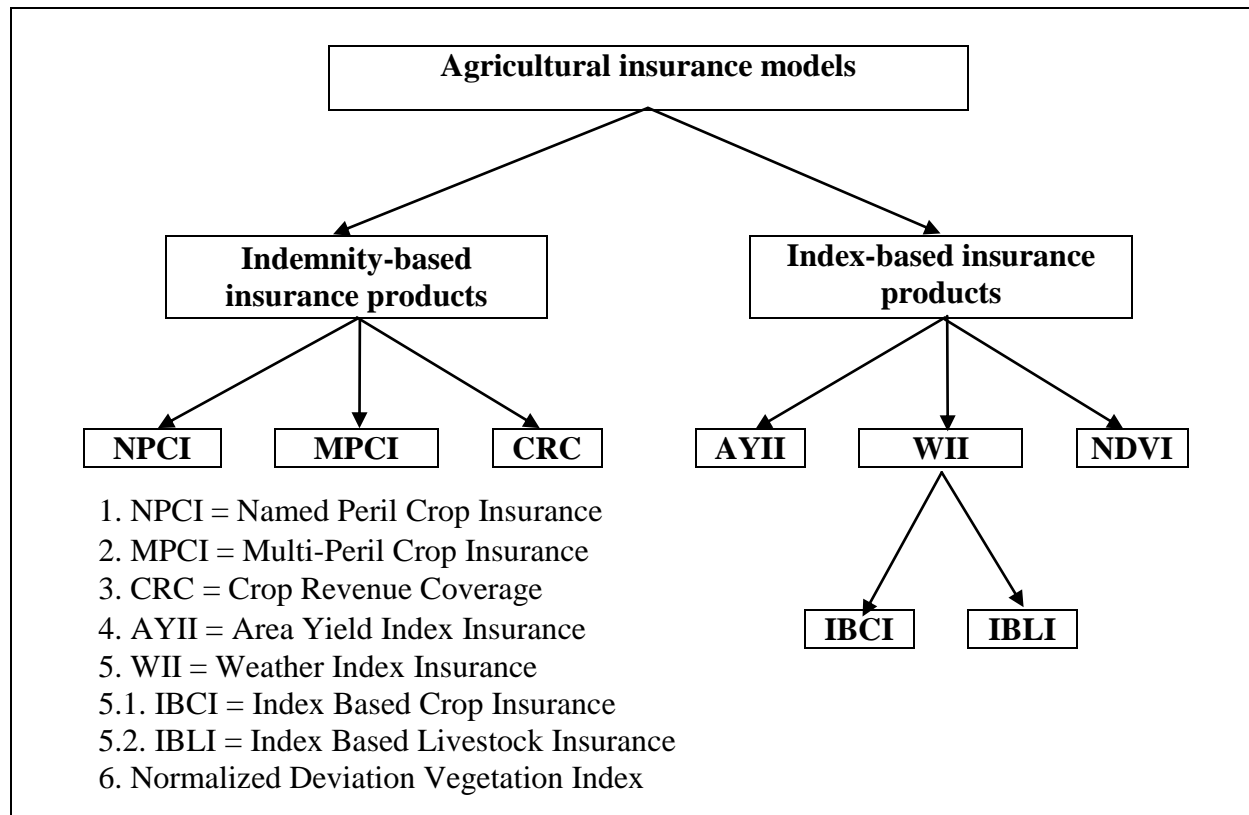 Agricultural insurance models
Indemnity-based
insurance products
Index-based insurance
products
NPCI
MPCI
CRC
AYII
WII
NDVI
IBCI
IBLI
1. NPCI = Named Peril Crop Insurance
2. MPCI = Multi-Peril Crop Insurance
3. CRC = Crop Revenue Coverage
4. AYII = Area Yield Index Insurance
5. WII = Weather Index Insurance
5.1. IBCI = Index Based Crop Insurance
5.2. IBLI = Index Based Livestock Insurance
6. Normalized Deviation Vegetation Index